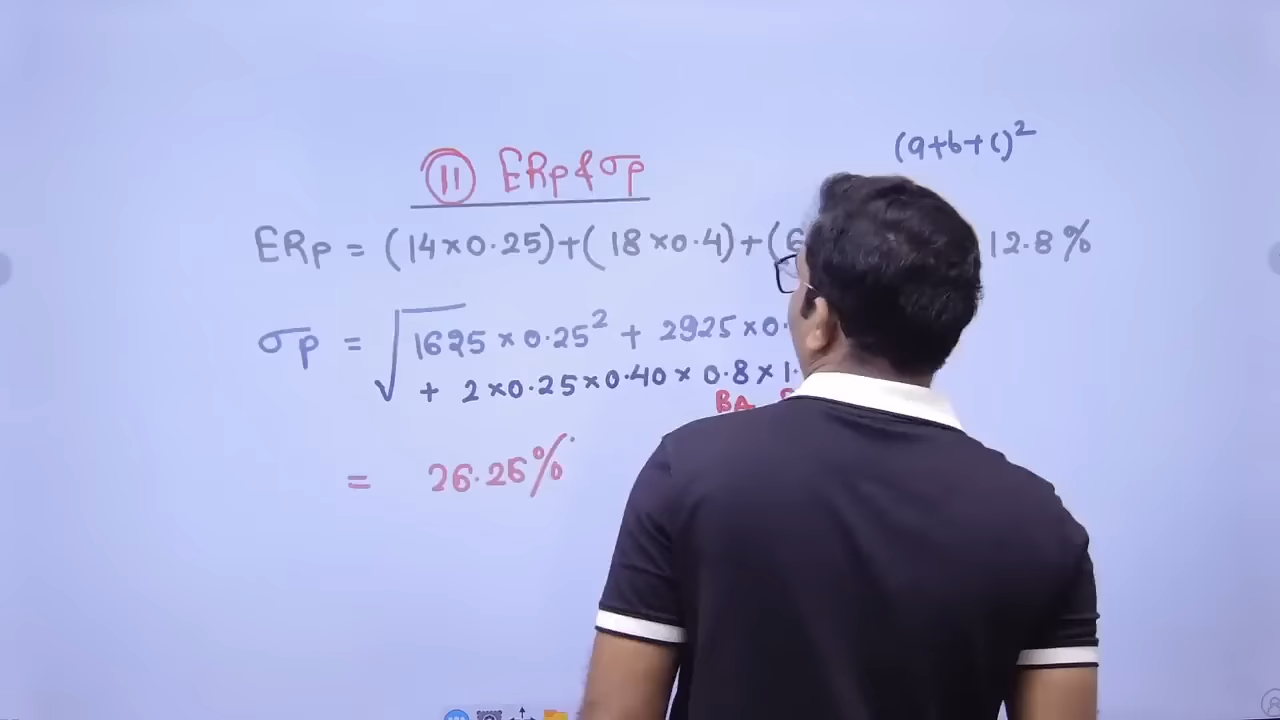 (a+b+c)²
11 ERp & σp
ERp = (14×0.25)+(18×0.4)+(6 12.8%
σp = √1625×0.25² + 2925×0.
+ 2×0.25×0.40×0.8×1.
BA
= 26.26%